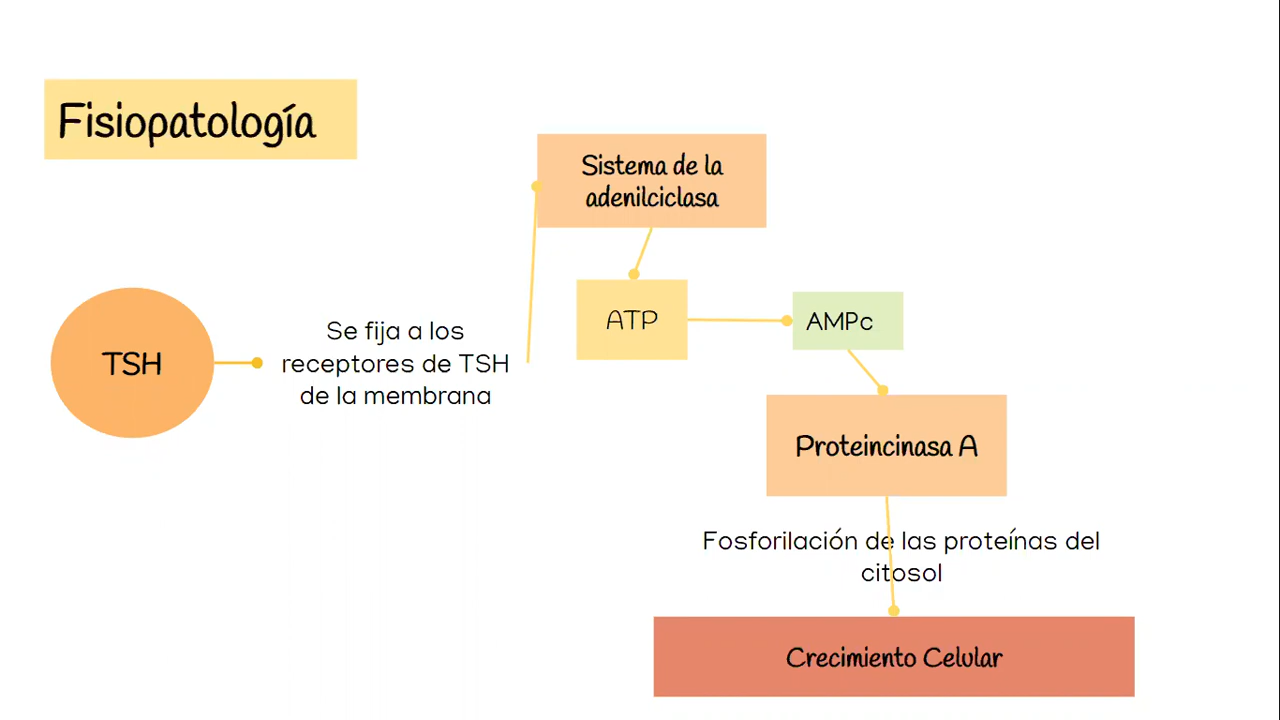 Fisiopatología
Sistema de la
adenilciclasa
ATP
AMPc
TSH
Se fija a los
receptores de TSH
de la membrana
Proteincinasa A
Fosforilación de las proteínas del
citosol
Crecimiento Celular